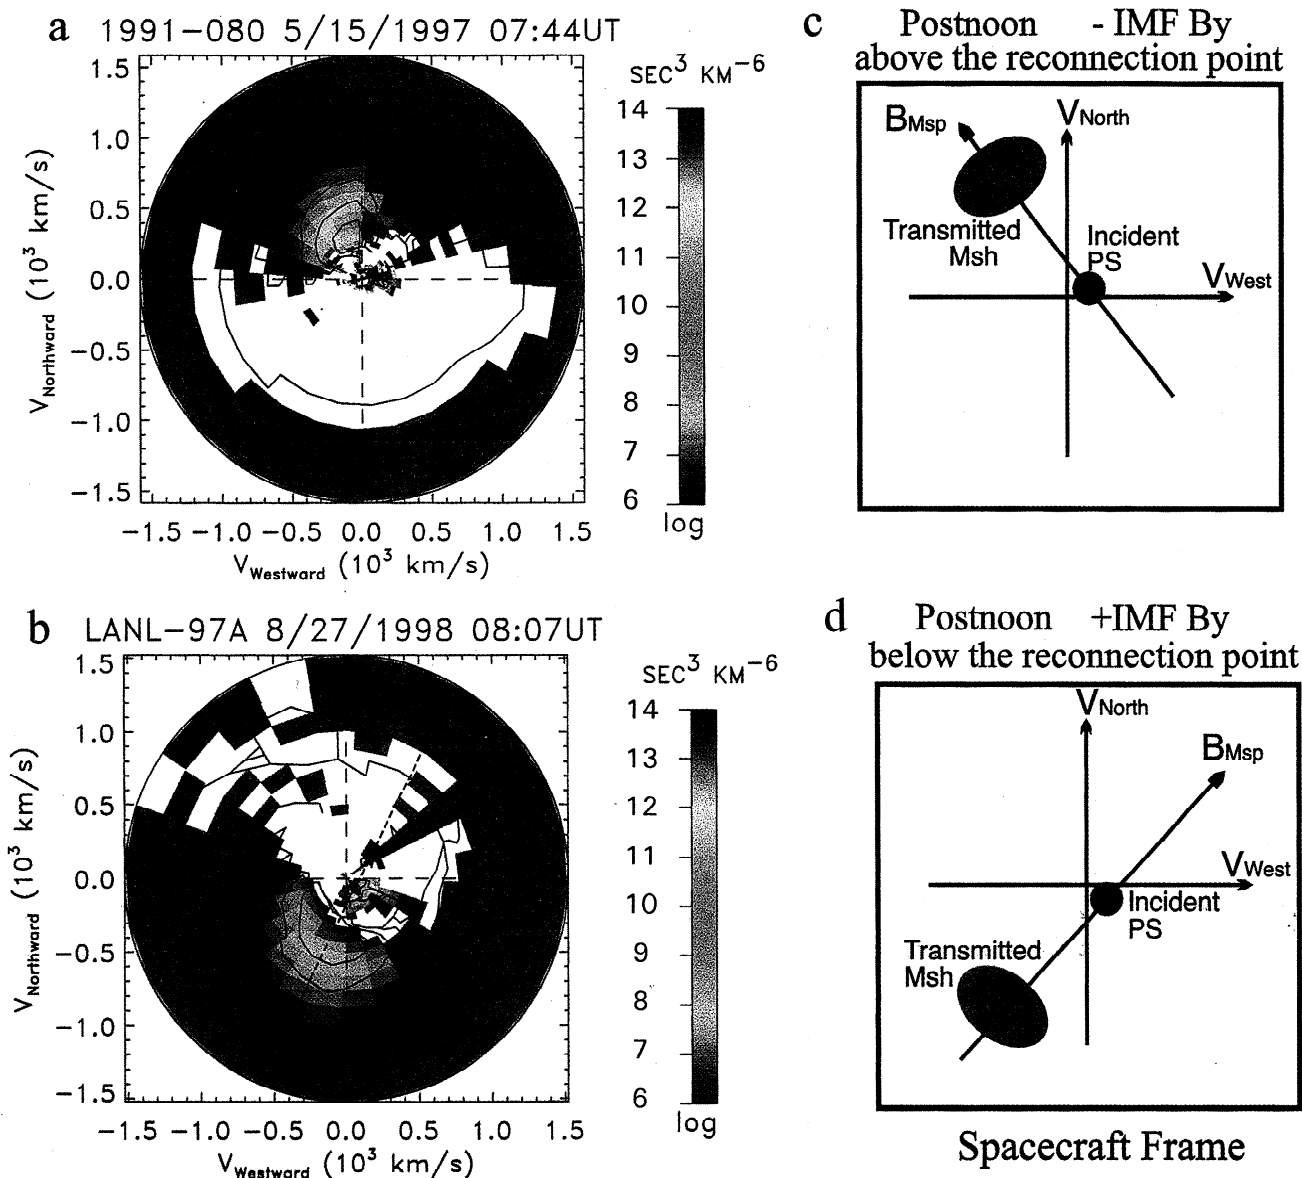 a 1991-080 5/15/1997 07:44UT
SEC³ KM⁻⁶
1.5
1.0
0.5
0.0
-0.5
-1.0
-1.5
V_Northward (10³ km/s)
-1.5 -1.0 -0.5 0.0 0.5 1.0 1.5
V_Westward (10³ km/s)
14
13
12
11
10
9
8
7
6
log
c Postnoon - IMF By
above the reconnection point
B_Msp
V_North
Transmitted
Msh
Incident
PS
V_West
b LANL-97A 8/27/1998 08:07UT
SEC³ KM⁻⁶
1.5
1.0
0.5
0.0
-0.5
-1.0
-1.5
V_Northward (10³ km/s)
-1.5 -1.0 -0.5 0.0 0.5 1.0 1.5
V_Westward (10³ km/s)
14
13
12
11
10
9
8
7
6
log
d Postnoon +IMF By
below the reconnection point
V_North
B_Msp
V_West
Incident
PS
Transmitted
Msh
Spacecraft Frame